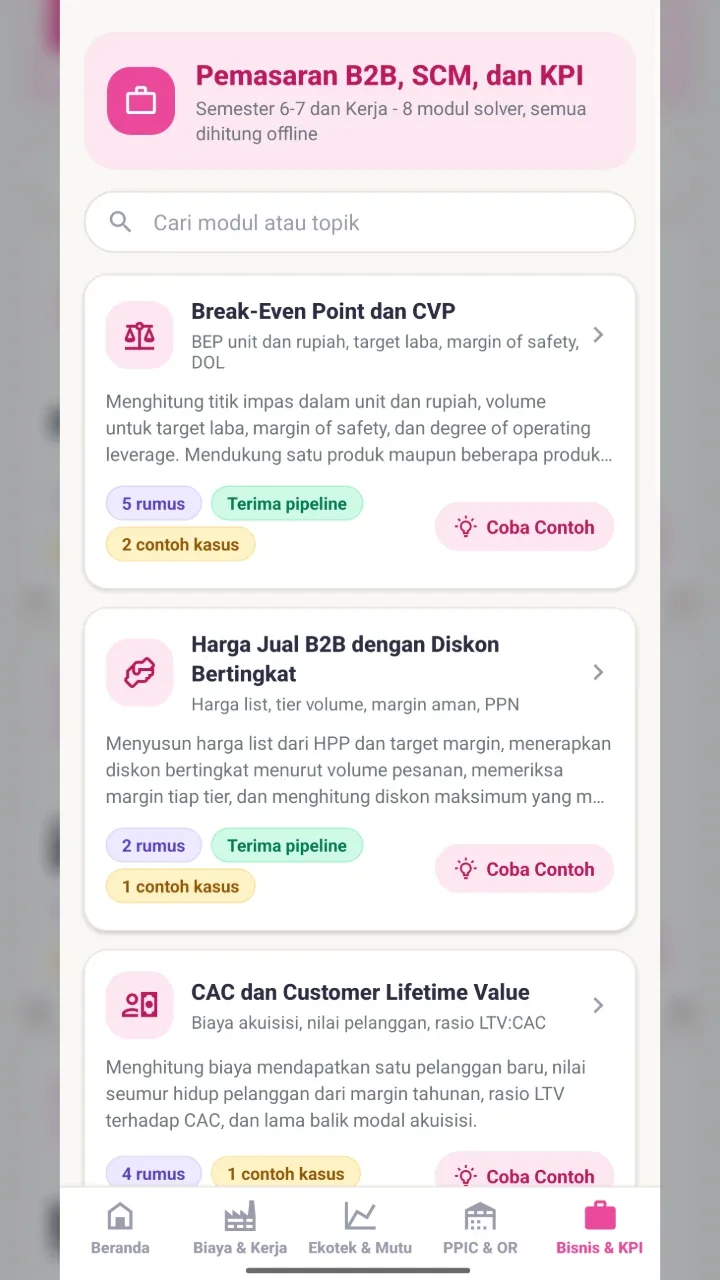 Pemasaran B2B, SCM, dan KPI
Semester 6-7 dan Kerja - 8 modul solver, semua
dihitung offline
Cari modul atau topik
Break-Even Point dan CVP
BEP unit dan rupiah, target laba, margin of safety,
DOL
Menghitung titik impas dalam unit dan rupiah, volume
untuk target laba, margin of safety, dan degree of operating
leverage. Mendukung satu produk maupun beberapa produk...
5 rumus
Terima pipeline
2 contoh kasus
Coba Contoh
Harga Jual B2B dengan Diskon
Bertingkat
Harga list, tier volume, margin aman, PPN
Menyusun harga list dari HPP dan target margin, menerapkan
diskon bertingkat menurut volume pesanan, memeriksa
margin tiap tier, dan menghitung diskon maksimum yang m...
2 rumus
Terima pipeline
1 contoh kasus
Coba Contoh
CAC dan Customer Lifetime Value
Biaya akuisisi, nilai pelanggan, rasio LTV:CAC
Menghitung biaya mendapatkan satu pelanggan baru, nilai
seumur hidup pelanggan dari margin tahunan, rasio LTV
terhadap CAC, dan lama balik modal akuisisi.
4 rumus
1 contoh kasus
Coba Contoh
Beranda
Biaya & Kerja
Ekotek & Mutu
PPIC & OR
Bisnis & KPI